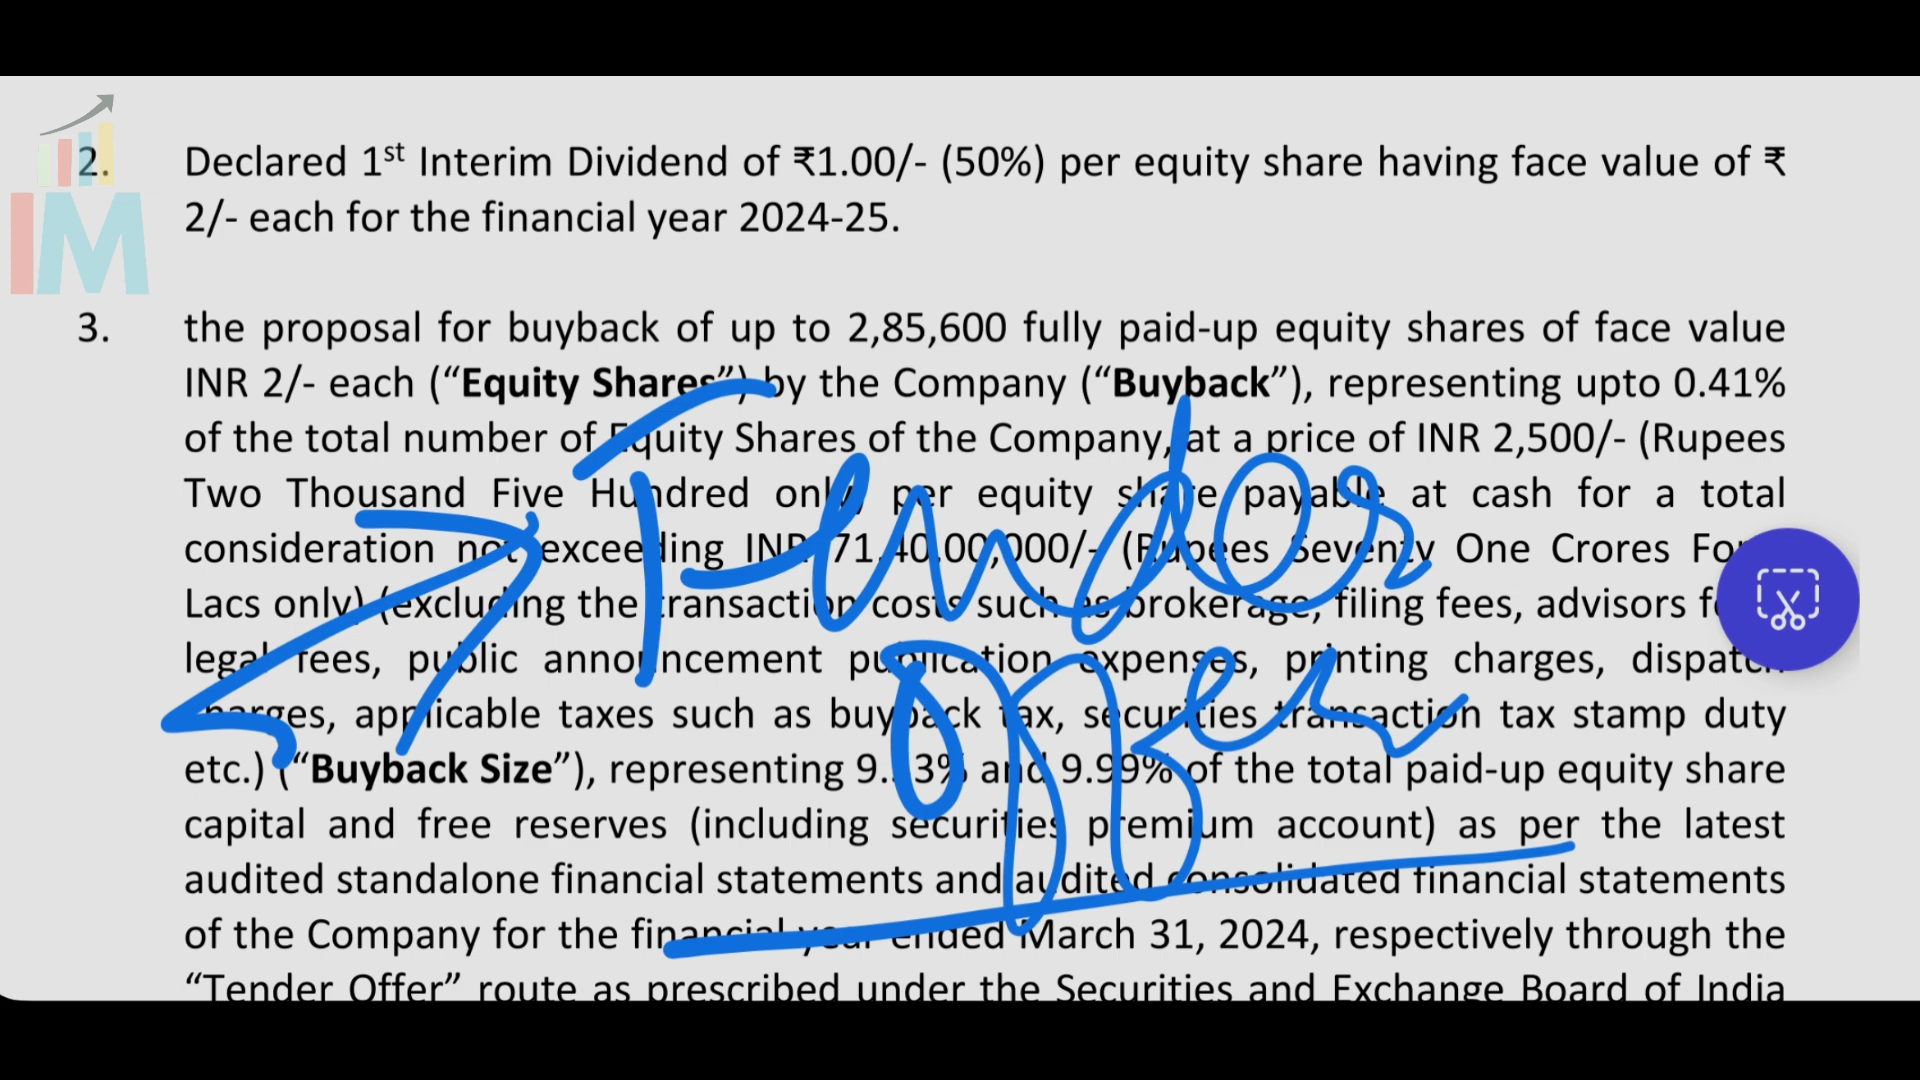 IM
2. Declared 1st Interim Dividend of ₹1.00/- (50%) per equity share having face value of ₹
2/- each for the financial year 2024-25.
3. the proposal for buyback of up to 2,85,600 fully paid-up equity shares of face value
INR 2/- each (“Equity Shares”) by the Company (“Buyback”), representing upto 0.41%
of the total number of Equity Shares of the Company, at a price of INR 2,500/- (Rupees
Two Thousand Five Hundred only) per equity share payable at cash for a total
consideration not exceeding INR 71,40,00,000/- (Rupees Seventy One Crores
Lacs only) (excluding the transaction costs such as brokerage, filing fees, advisors
legal fees, public announcement publication expenses, printing charges, dispatch
charges, applicable taxes such as buyback tax, securities transaction tax stamp duty
etc.) (“Buyback Size”), representing and 9.99% of the total paid-up equity share
capital and free reserves (including securities premium account) as per the latest
audited standalone financial statements and audited consolidated financial statements
of the Company for the financial year ended March 31, 2024, respectively through the
“Tender Offer” route as prescribed under the Securities and Exchange Board of India
Tender
offer